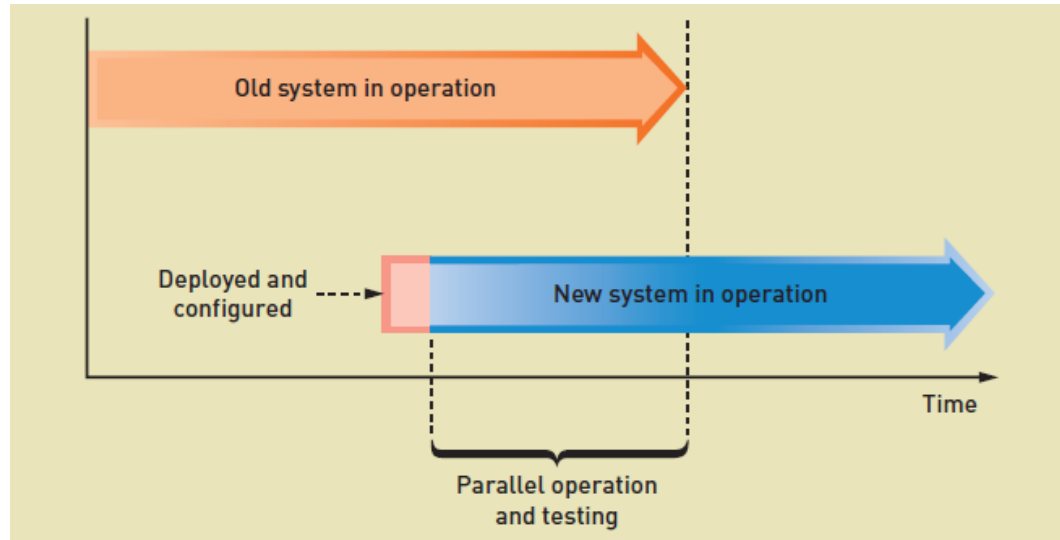 Old system in operation
Deployed and
configured
New system in operation
Time
Parallel operation
and testing